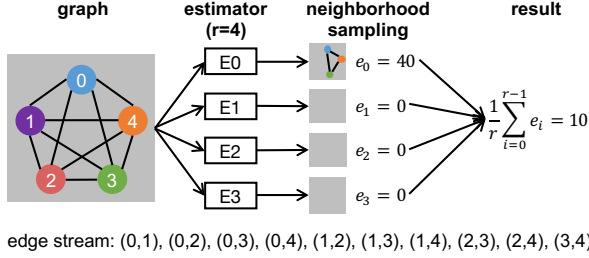 graph
estimator
(r=4)
neighborhood
sampling
result
0
1
4
2
3
E0
E1
E2
E3
e₀ = 40
e₁ = 0
e₂ = 0
e₃ = 0
1/r ∑_{i=0}^{r−1} eᵢ = 10
edge stream: (0,1), (0,2), (0,3), (0,4), (1,2), (1,3), (1,4), (2,3), (2,4), (3,4)